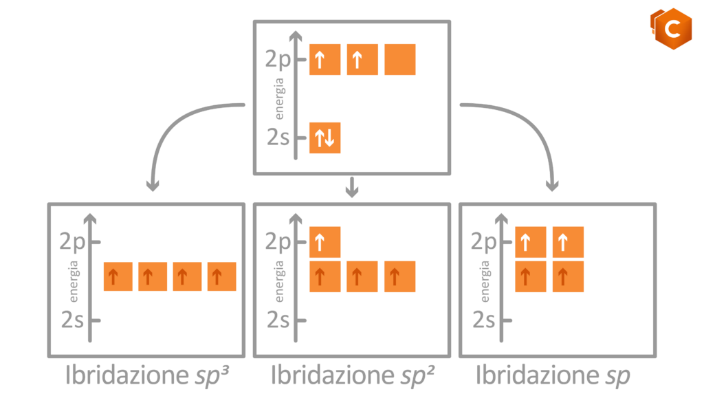 C
2p
energia
2s
2p
energia
2s
Ibridazione sp³
2p
energia
2s
Ibridazione sp²
2p
energia
2s
Ibridazione sp